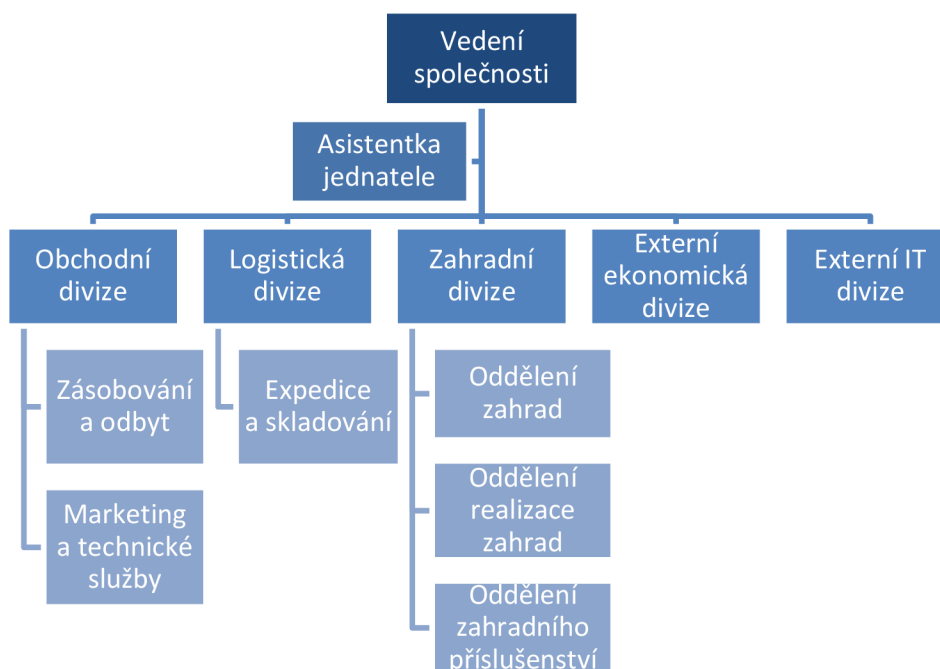 Vedení
společnosti
Asistentka
jednatele
Obchodní
divize
Logistická
divize
Zahradní
divize
Externí
ekonomická
divize
Externí IT
divize
Zásobování
a odbyt
Marketing
a technické
služby
Expedice
a skladování
Oddělení
zahrad
Oddělení
realizace
zahrad
Oddělení
zahradního
příslušenství